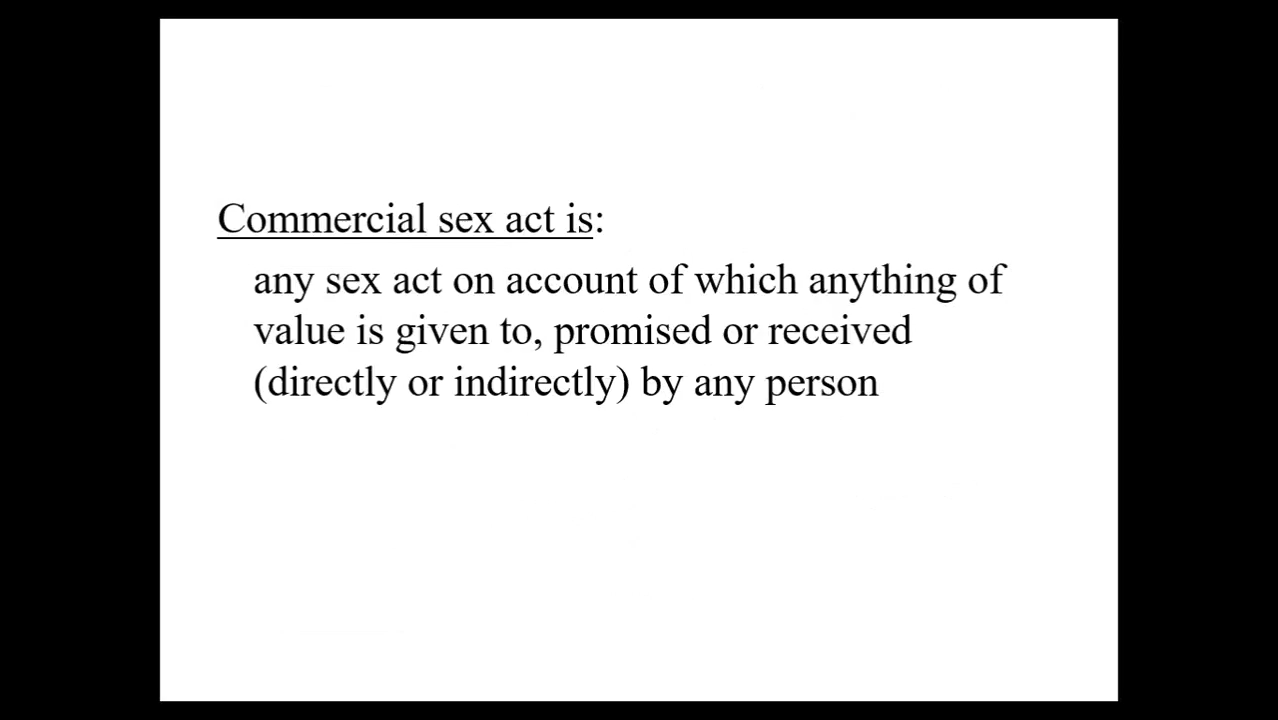 Commercial sex act is:
any sex act on account of which anything of
value is given to, promised or received
(directly or indirectly) by any person